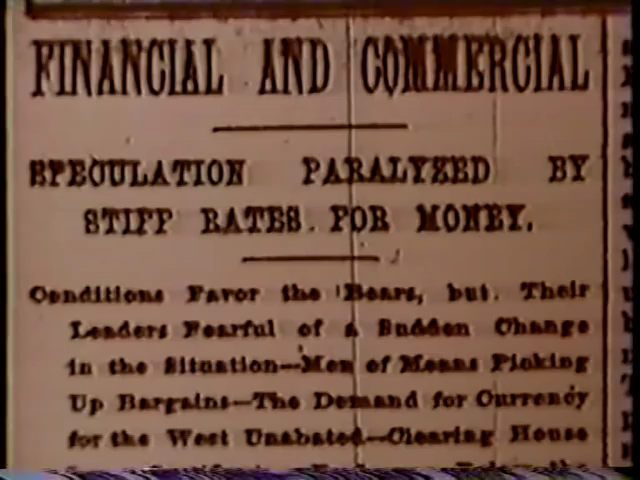 FINANCIAL AND COMMERCIAL
SPECULATION PARALYZED BY
STIFF RATES FOR MONEY.
Conditions Favor the Bears, but Their
Leaders Fearful of a Sudden Change
in the Situation—Men of Means Picking
Up Bargains—The Demand for Currency
for the West Unabated—Clearing House